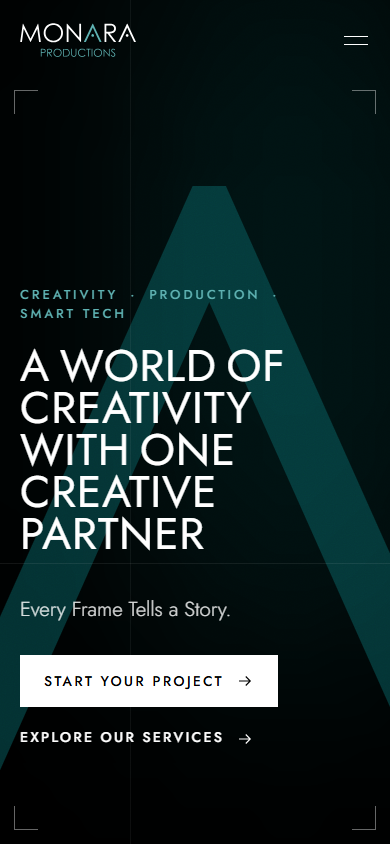 MONARA
PRODUCTIONS
CREATIVITY · PRODUCTION ·
SMART TECH
A WORLD OF
CREATIVITY
WITH ONE
CREATIVE
PARTNER
Every Frame Tells a Story.
START YOUR PROJECT →
EXPLORE OUR SERVICES →